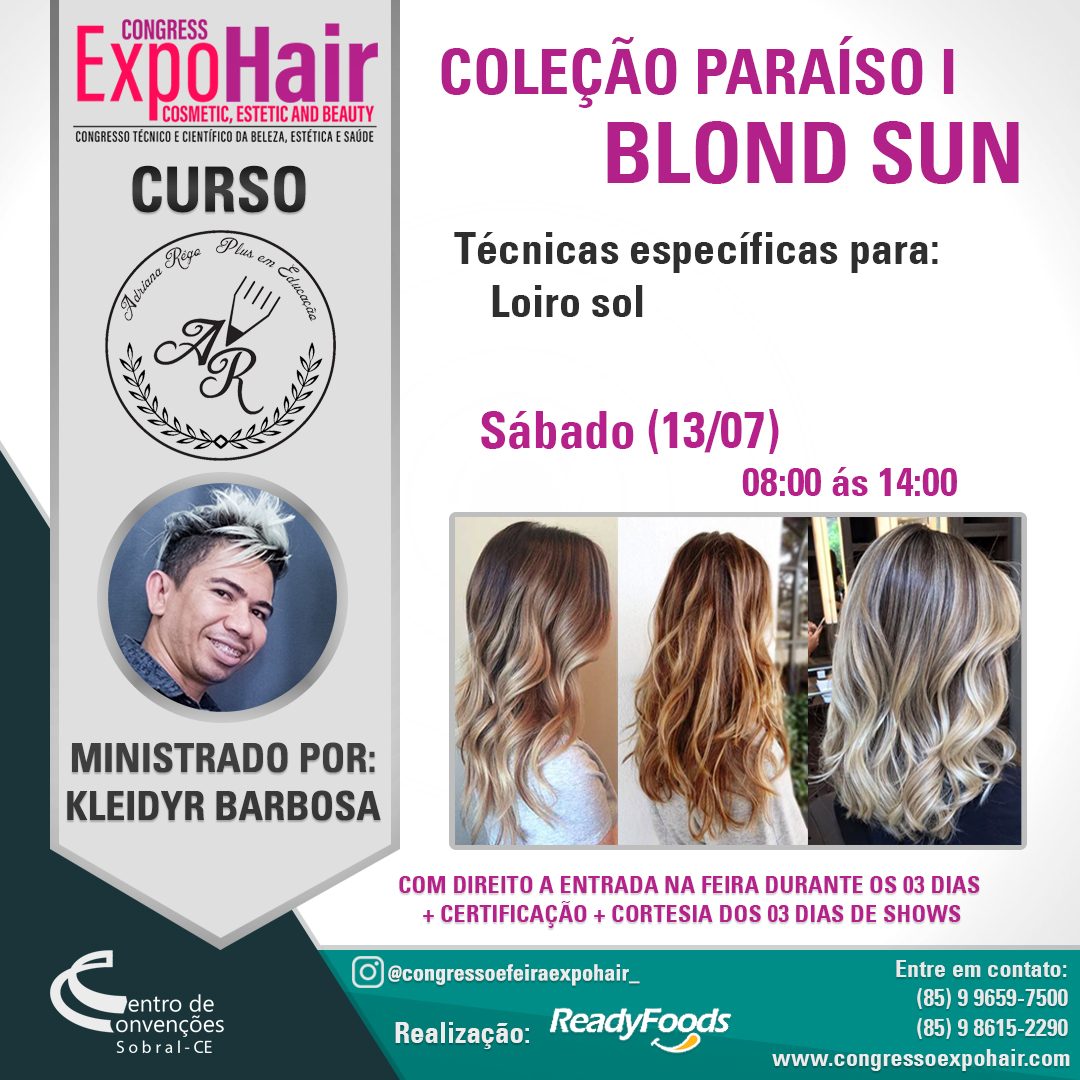 CONGRESS
ExpoHair
COSMETIC, ESTETIC AND BEAUTY
CONGRESSO TÉCNICO E CIENTÍFICO DA BELEZA, ESTÉTICA E SAÚDE
CURSO
Adriana Rêgo Plus em Educação
AR
MINISTRADO POR:
KLEIDYR BARBOSA
COLEÇÃO PARAÍSO I
BLOND SUN
Técnicas específicas para:
Loiro sol
Sábado (13/07)
08:00 ás 14:00
COM DIREITO A ENTRADA NA FEIRA DURANTE OS 03 DIAS
+ CERTIFICAÇÃO + CORTESIA DOS 03 DIAS DE SHOWS
Centro de
Convenções
Sobral-CE
@congressoefeiraexpohair_
Realização: ReadyFoods
Entre em contato:
(85) 9 9659-7500
(85) 9 8615-2290
www.congressoexpohair.com